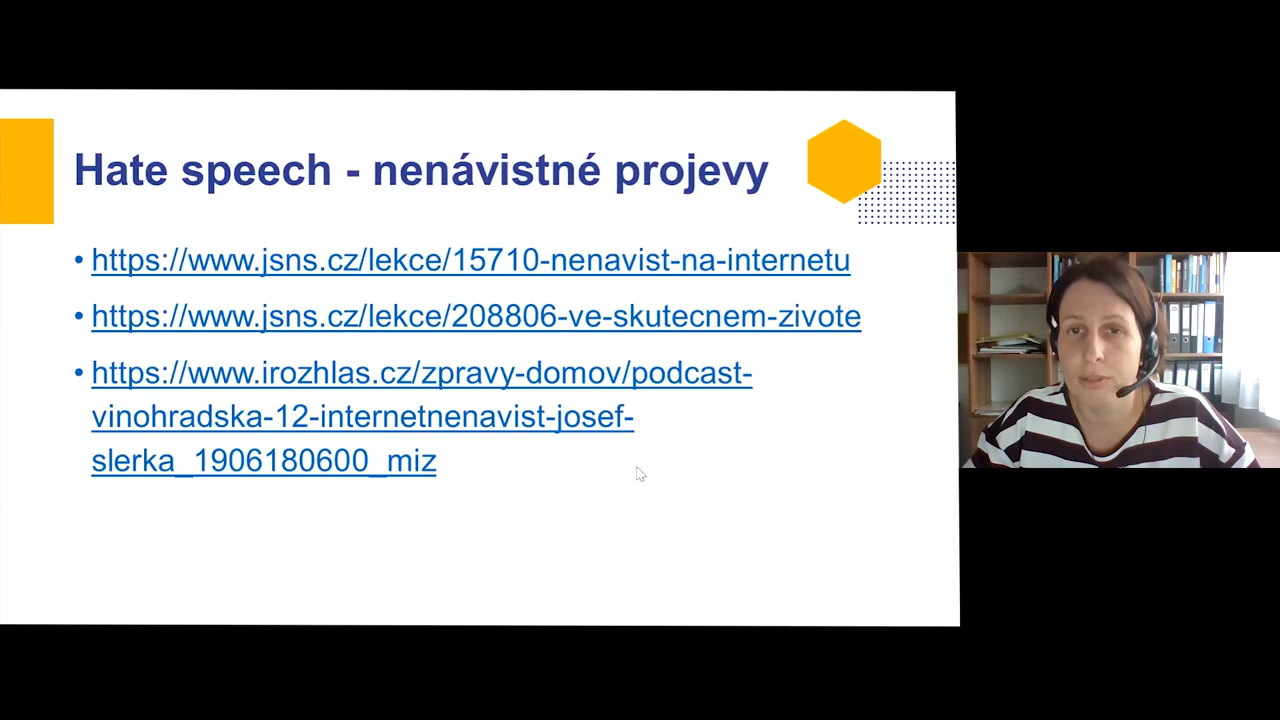 Hate speech - nenávistné projevy
• https://www.jsns.cz/lekce/15710-nenavist-na-internetu
• https://www.jsns.cz/lekce/208806-ve-skutecnem-zivote
• https://www.irozhlas.cz/zpravy-domov/podcast-
vinohradska-12-internetnenavist-josef-
slerka_1906180600_miz